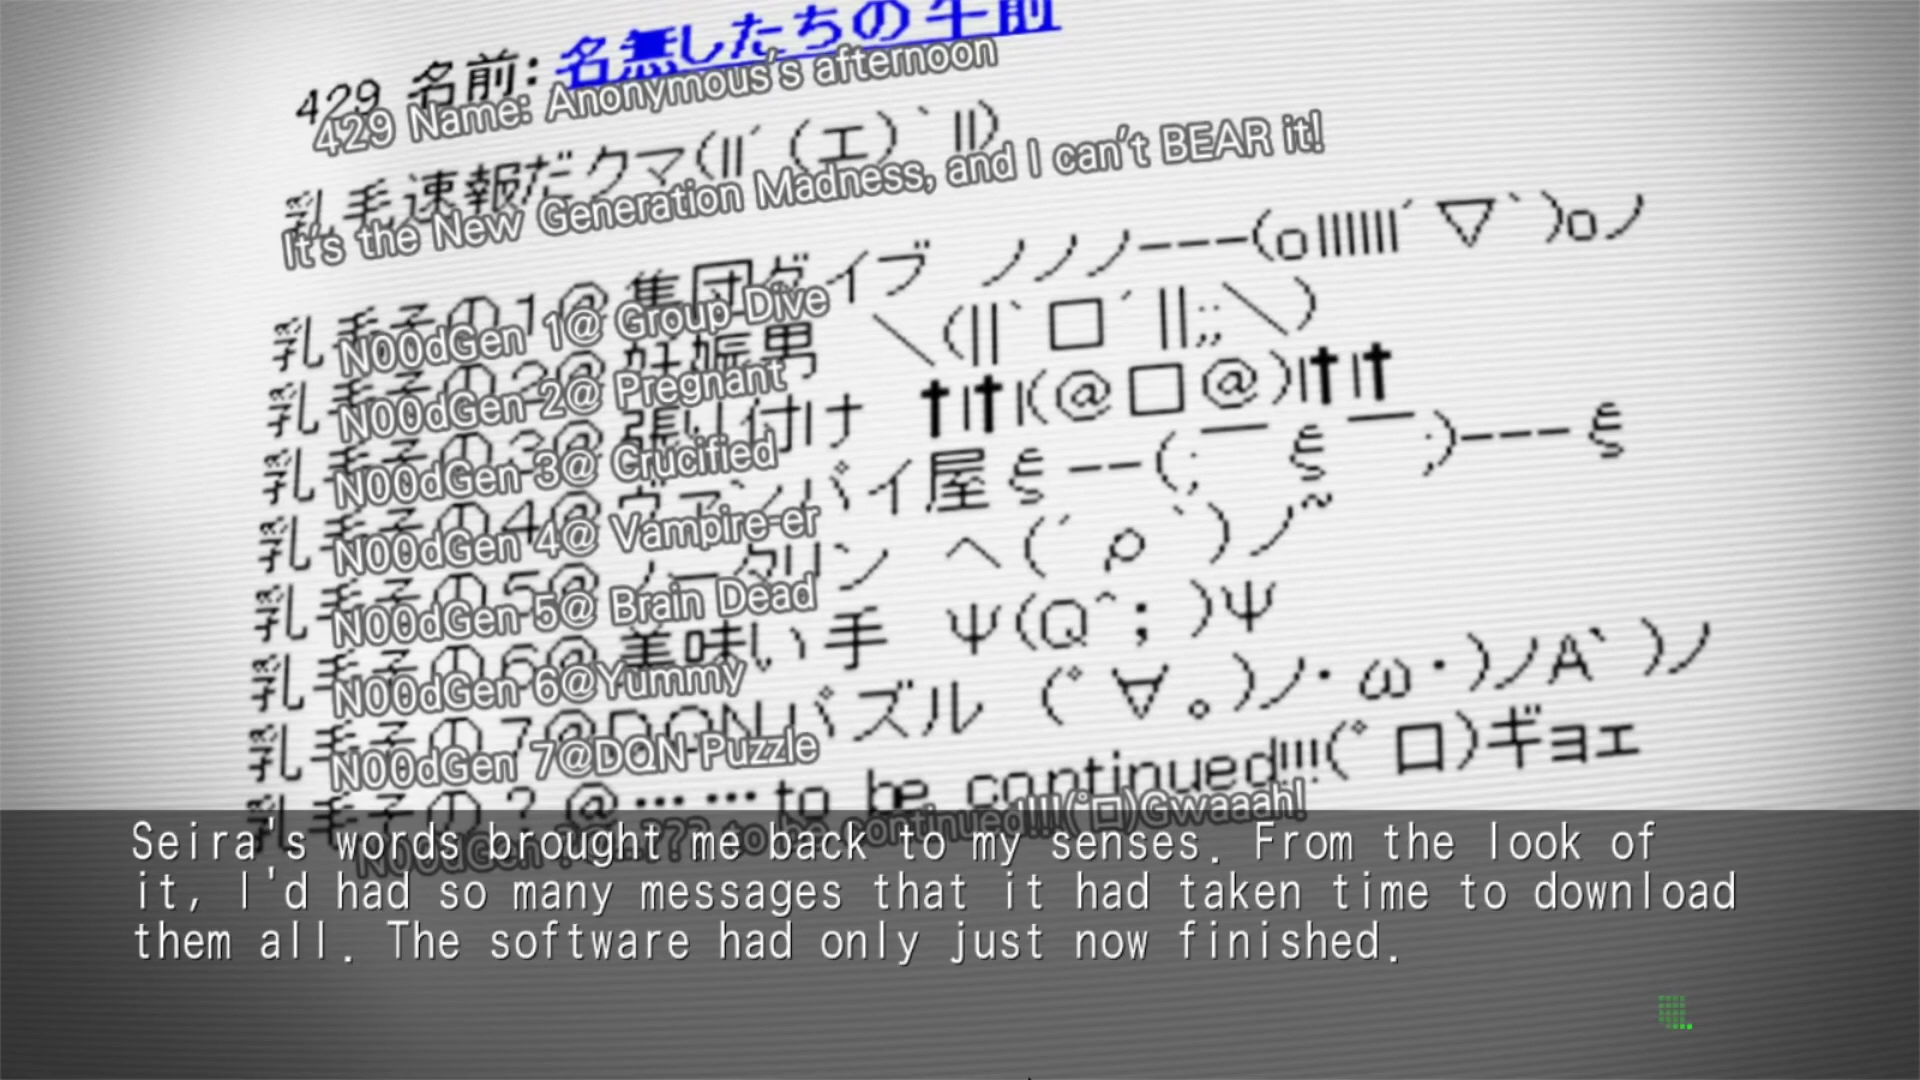 429 名前: 名無したちの午前
429 Name: Anonymous's afternoon
乳毛速報だクマ(||´(エ)｀||)
It's the New Generation Madness, and I can't BEAR it!
乳毛子の1@集団ダイブ ノノノ---(o||||||´▽｀)oノ
N00dGen 1@ Group Dive
乳毛子の2@妊娠男 ＼(||｀□´||;;＼)
N00dGen 2@ Pregnant
乳毛子の3@張り付け †|†|(@□@)|†|†
N00dGen 3@ Crucified
乳毛子の4@ヴァンパイ屋 ξ--(;￣ξ￣;)---ξ
N00dGen 4@ Vampire-er
乳毛子の5@ノータリン ヘ(´ρ｀)ノ~
N00dGen 5@ Brain Dead
乳毛子の6@美味い手 Ψ(Q^;)Ψ
N00dGen 6@Yummy
乳毛子の7@DQNパズル (ﾟ∀。)ノ・ω・)ノA｀)ノ
N00dGen 7@DQN Puzzle
乳毛子の?@……to be continued!!!(ﾟロ)ギョエ
N00dGen ??? to be continued!!!!(ﾟロ)Gwaaah!
Seira's words brought me back to my senses. From the look of
it, I'd had so many messages that it had taken time to download
them all. The software had only just now finished.